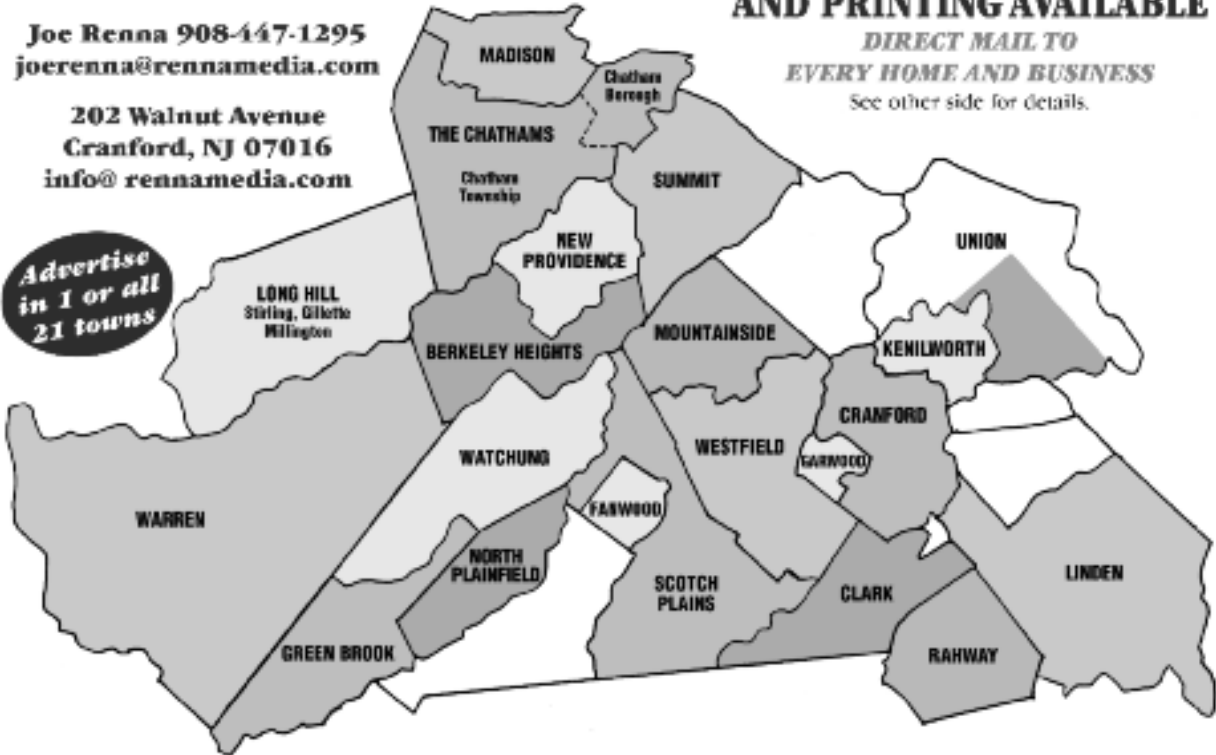 AND PRINTING AVAILABLE
DIRECT MAIL TO
EVERY HOME AND BUSINESS
See other side for details.
Joe Renna 908-447-1295
joerenna@rennamedia.com
202 Walnut Avenue
Cranford, NJ 07016
info@ rennamedia.com
Advertise
in 1 or all
21 towns
MADISON
Chatham
Borough
THE CHATHAMS
Chatham
Township
SUMMIT
NEW
PROVIDENCE
UNION
LONG HILL
Stirling, Gillette
Millington
BERKELEY HEIGHTS
MOUNTAINSIDE
KENILWORTH
CRANFORD
WESTFIELD
GARWOOD
WATCHUNG
WARREN
FANWOOD
NORTH
PLAINFIELD
SCOTCH
PLAINS
CLARK
LINDEN
GREEN BROOK
RAHWAY